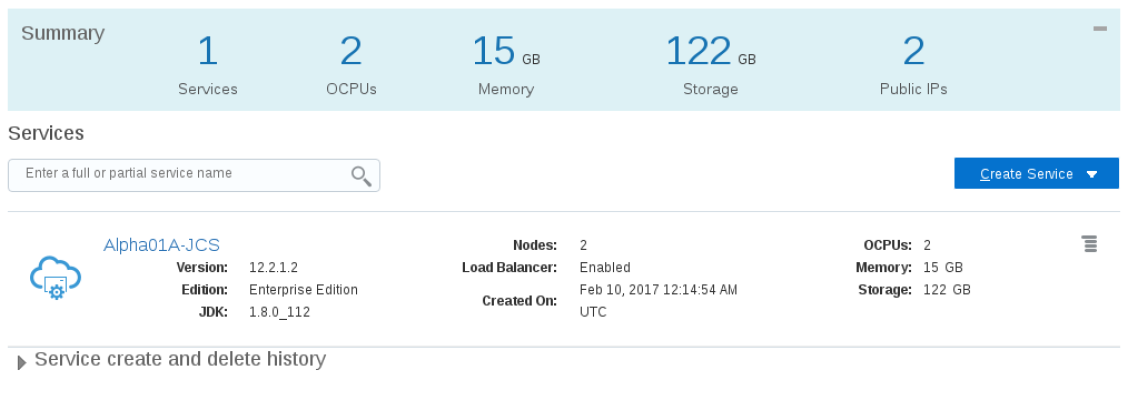 Summary
1 2 15 GB 122 GB 2
Services OCPUs Memory Storage Public IPs
Services
Enter a full or partial service name
Create Service
Alpha01A-JCS Nodes: 2 OCPUs: 2
Version: 12.2.1.2 Load Balancer: Enabled Memory: 15 GB
Edition: Enterprise Edition Created On: Feb 10, 2017 12:14:54 AM Storage: 122 GB
JDK: 1.8.0_112 UTC
Service create and delete history